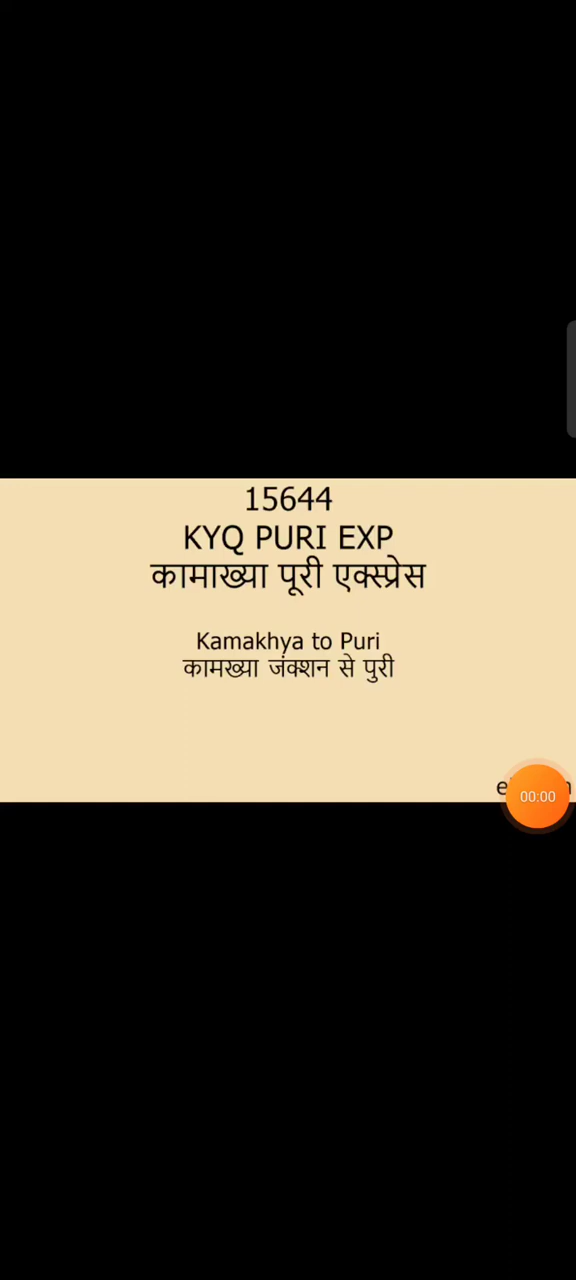 15644
KYQ PURI EXP
कामाख्या पूरी एक्स्प्रेस
Kamakhya to Puri
कामख्या जंक्शन से पुरी
00:00